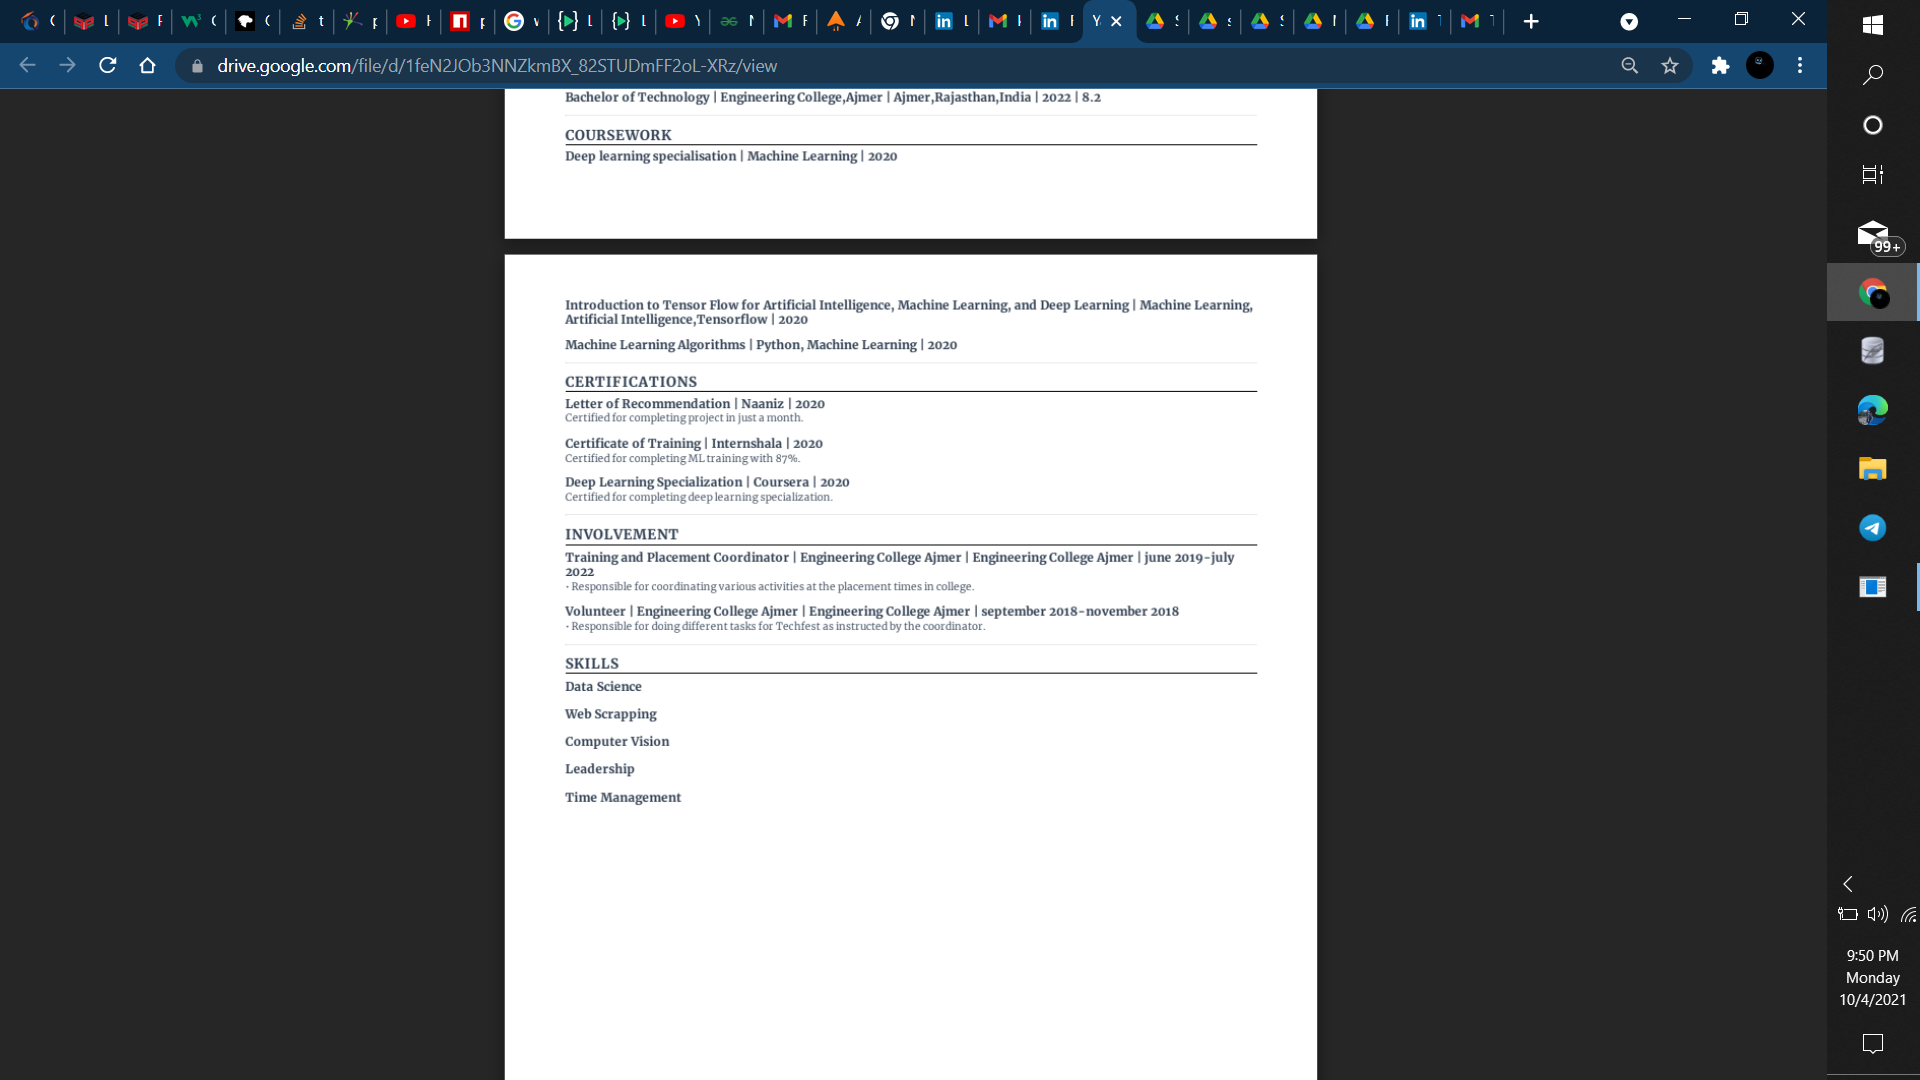 drive.google.com/file/d/1feN2JOb3NNZkmBX_82STUDmFF2oL-XRz/view
Bachelor of Technology | Engineering College,Ajmer | Ajmer,Rajasthan,India | 2022 | 8.2
COURSEWORK
Deep learning specialisation | Machine Learning | 2020
Introduction to Tensor Flow for Artificial Intelligence, Machine Learning, and Deep Learning | Machine Learning,
Artificial Intelligence,Tensorflow | 2020
Machine Learning Algorithms | Python, Machine Learning | 2020
CERTIFICATIONS
Letter of Recommendation | Naaniz | 2020
Certified for completing project in just a month.
Certificate of Training | Internshala | 2020
Certified for completing ML training with 87%.
Deep Learning Specialization | Coursera | 2020
Certified for completing deep learning specialization.
INVOLVEMENT
Training and Placement Coordinator | Engineering College Ajmer | Engineering College Ajmer | june 2019-july
2022
• Responsible for coordinating various activities at the placement times in college.
Volunteer | Engineering College Ajmer | Engineering College Ajmer | september 2018-november 2018
• Responsible for doing different tasks for Techfest as instructed by the coordinator.
SKILLS
Data Science
Web Scrapping
Computer Vision
Leadership
Time Management
99+
9:50 PM
Monday
10/4/2021